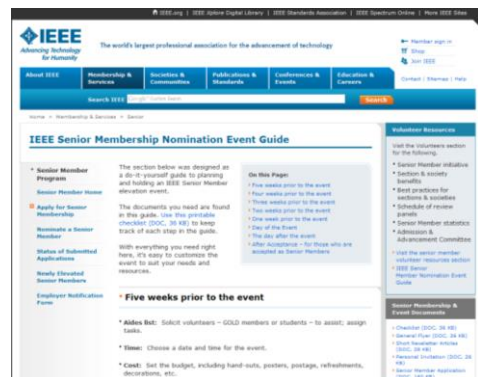 IEEE.org | IEEE Xplore Digital Library | IEEE Standards Association | IEEE Spectrum Online | More IEEE Sites
IEEE
Advancing Technology
for Humanity
The world's largest professional association for the advancement of technology
Member sign in
Shop
Join IEEE
About IEEE
Membership &
Services
Societies &
Communities
Publications &
Standards
Conferences &
Events
Education &
Careers
Contact | Sitemap | Help
Search IEEE
Search
Home > Membership & Services > Senior
IEEE Senior Membership Nomination Event Guide
Senior Member
Program
Senior Member Home
Apply for Senior
Membership
Nominate a Senior
Member
Status of Submitted
Applications
Newly Elevated
Senior Members
Employer Notification
Form
The section below was designed as
a do-it-yourself guide to planning
and holding an IEEE Senior Member
elevation event.
The documents you need are found
in this guide. Use this printable
checklist (DOC, 36 KB) to keep
track of each step in the guide.
With everything you need right
here, it's easy to customize the
event to suit your needs and
resources.
On this Page:
Five weeks prior to the event
Four weeks prior to the event
Three weeks prior to the event
Two weeks prior to the event
One week prior to the event
Day of the Event
The day after the event
After Acceptance - for those who are
accepted as Senior Members
Five weeks prior to the event
Aides list: Solicit volunteers – GOLD members or students – to assist; assign
tasks.
Time: Choose a date and time for the event.
Cost: Set the budget, including hand-outs, posters, postage, refreshments,
decorations, etc.
Volunteer Resources
Visit the Volunteers section
for the following.
Senior Member initiative
Section & society
benefits
Best practices for
sections & societies
Schedule of review
panels
Senior Member statistics
Admission &
Advancement Committee
Visit the senior member
volunteer resources section
IEEE Senior
Member Nomination Event
Guide
Senior Membership &
Event Documents
Checklist (DOC, 36 KB)
General Flyer (DOC, 36 KB)
Short Newsletter Articles
(DOC, 36 KB)
Personal Invitation (DOC, 36
KB)
Senior Member Application